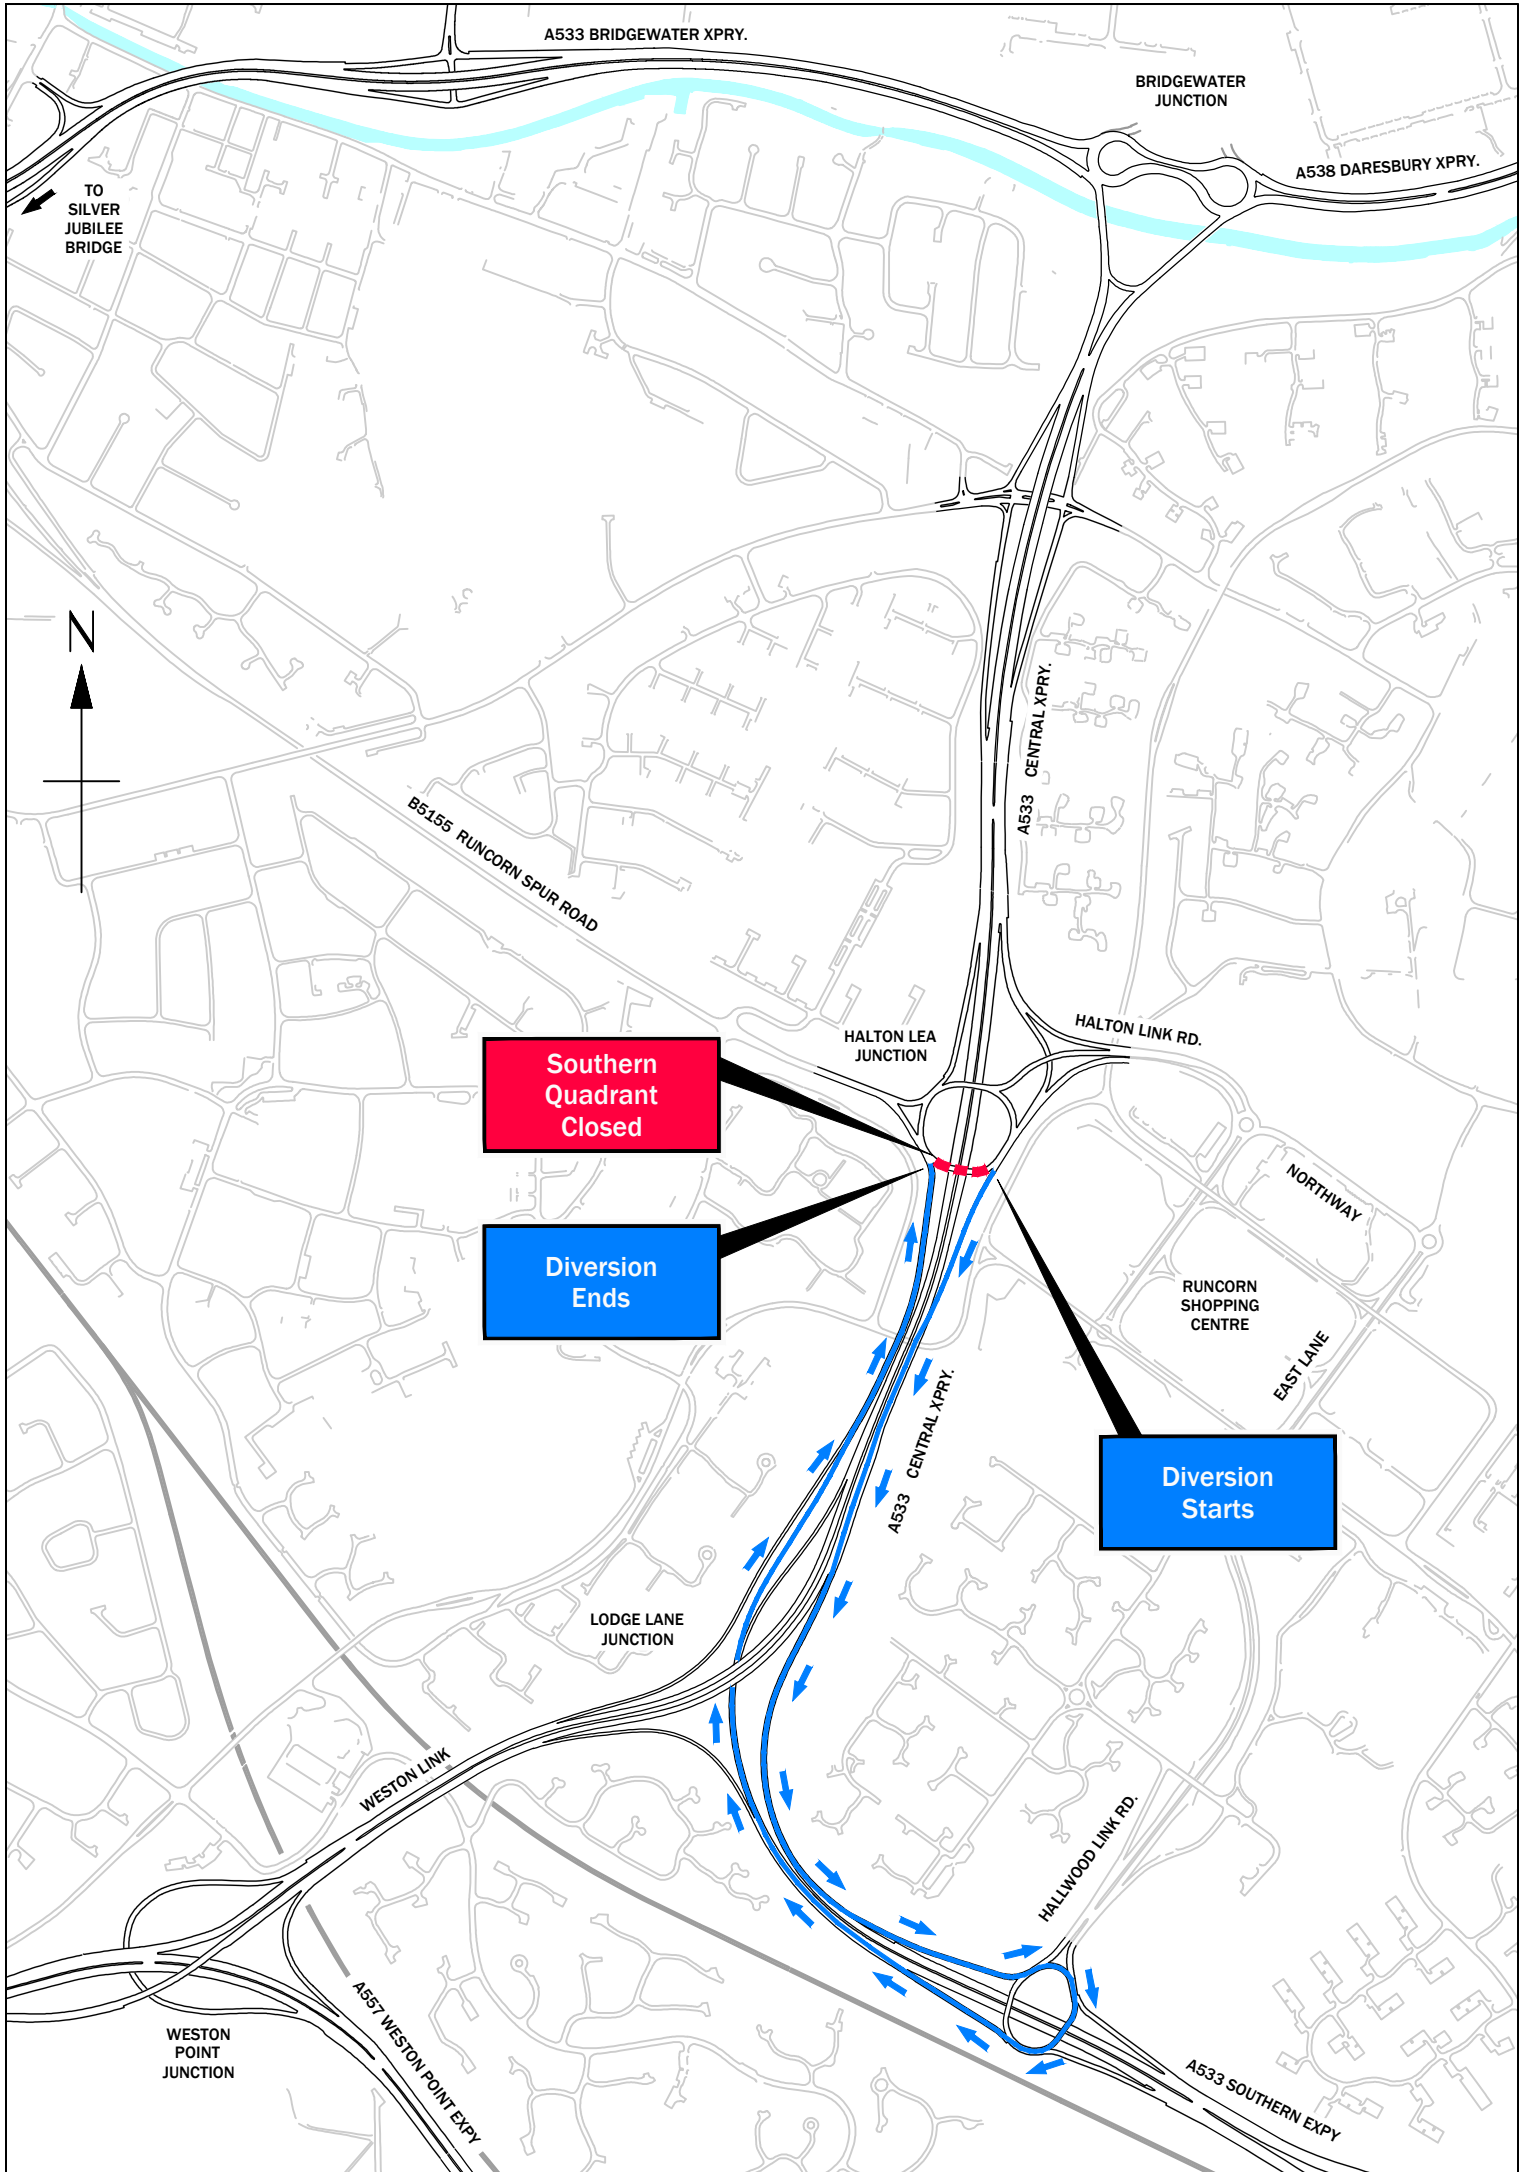 A533 BRIDGEWATER XPRY.
BRIDGEWATER
JUNCTION
A538 DARESBURY XPRY.
TO
SILVER
JUBILEE
BRIDGE
N
A533 CENTRAL XPRY.
B5155 RUNCORN SPUR ROAD
HALTON LEA
JUNCTION
HALTON LINK RD.
Southern
Quadrant
Closed
NORTHWAY
Diversion
Ends
RUNCORN
SHOPPING
CENTRE
EAST LANE
A533 CENTRAL XPRY.
Diversion
Starts
LODGE LANE
JUNCTION
WESTON LINK
HALLWOOD LINK RD.
A557 WESTON POINT EXPY
WESTON
POINT
JUNCTION
A533 SOUTHERN EXPY